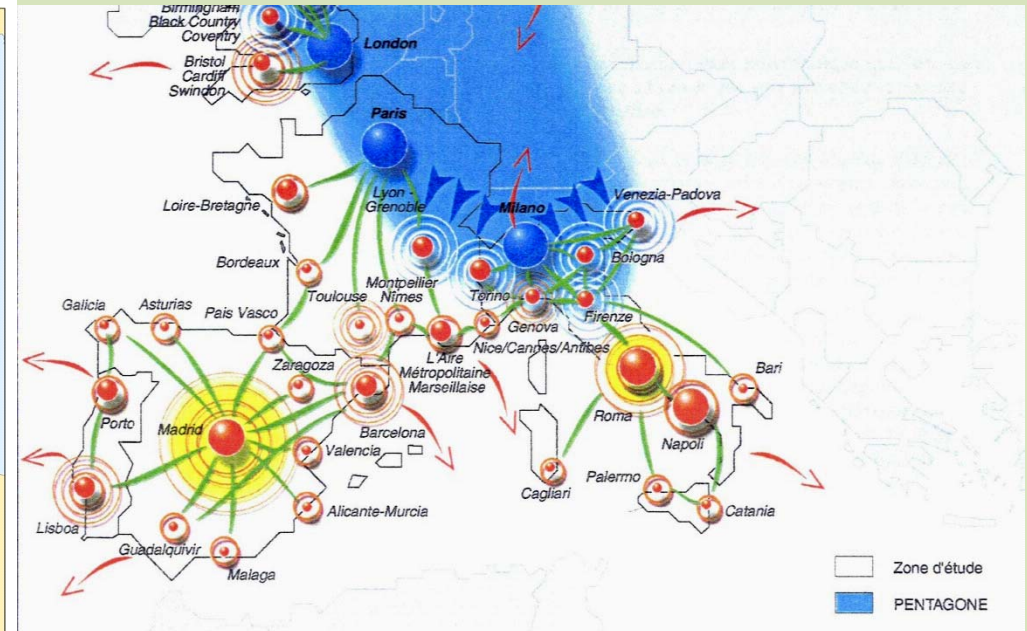 Birmingham
Black Country
Coventry
London
Bristol
Cardiff
Swindon
Paris
Lyon
Grenoble
Milano
Venezia-Padova
Loire-Bretagne
Bologna
Bordeaux
Montpellier
Nîmes
Torino
Toulouse
Genova
Firenze
Galicia
Asturias
Pais Vasco
Nice/Cannes/Antibes
L'Aire
Métropolitaine
Marseillaise
Zaragoza
Bari
Porto
Madrid
Barcelona
Roma
Napoli
Valencia
Cagliari
Palermo
Lisboa
Alicante-Murcia
Catania
Guadalquivir
Malaga
Zone d'étude
PENTAGONE